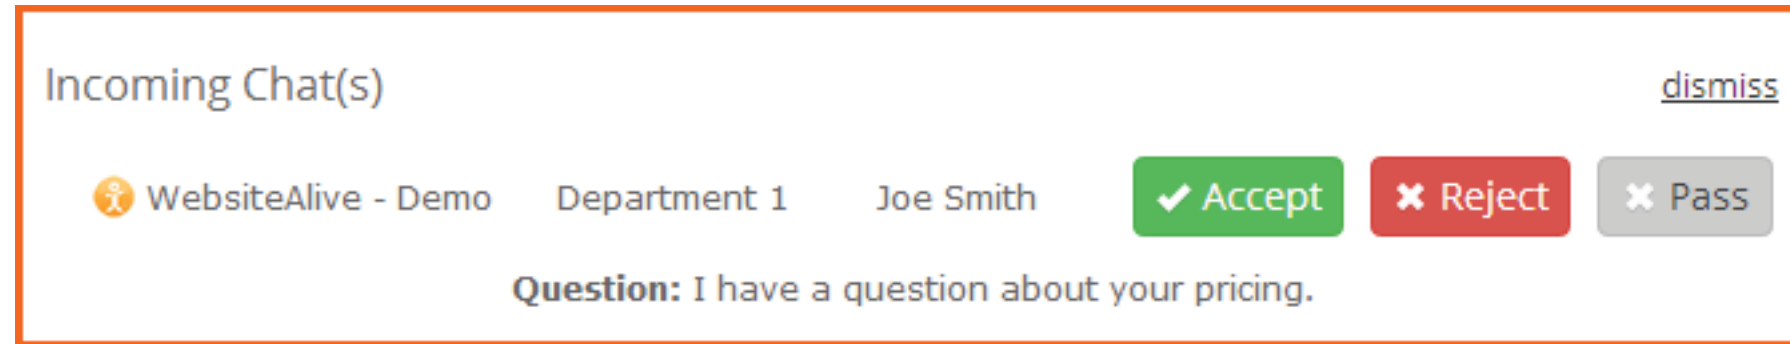 Incoming Chat(s) dismiss
WebsiteAlive - Demo Department 1 Joe Smith Accept Reject Pass
Question: I have a question about your pricing.